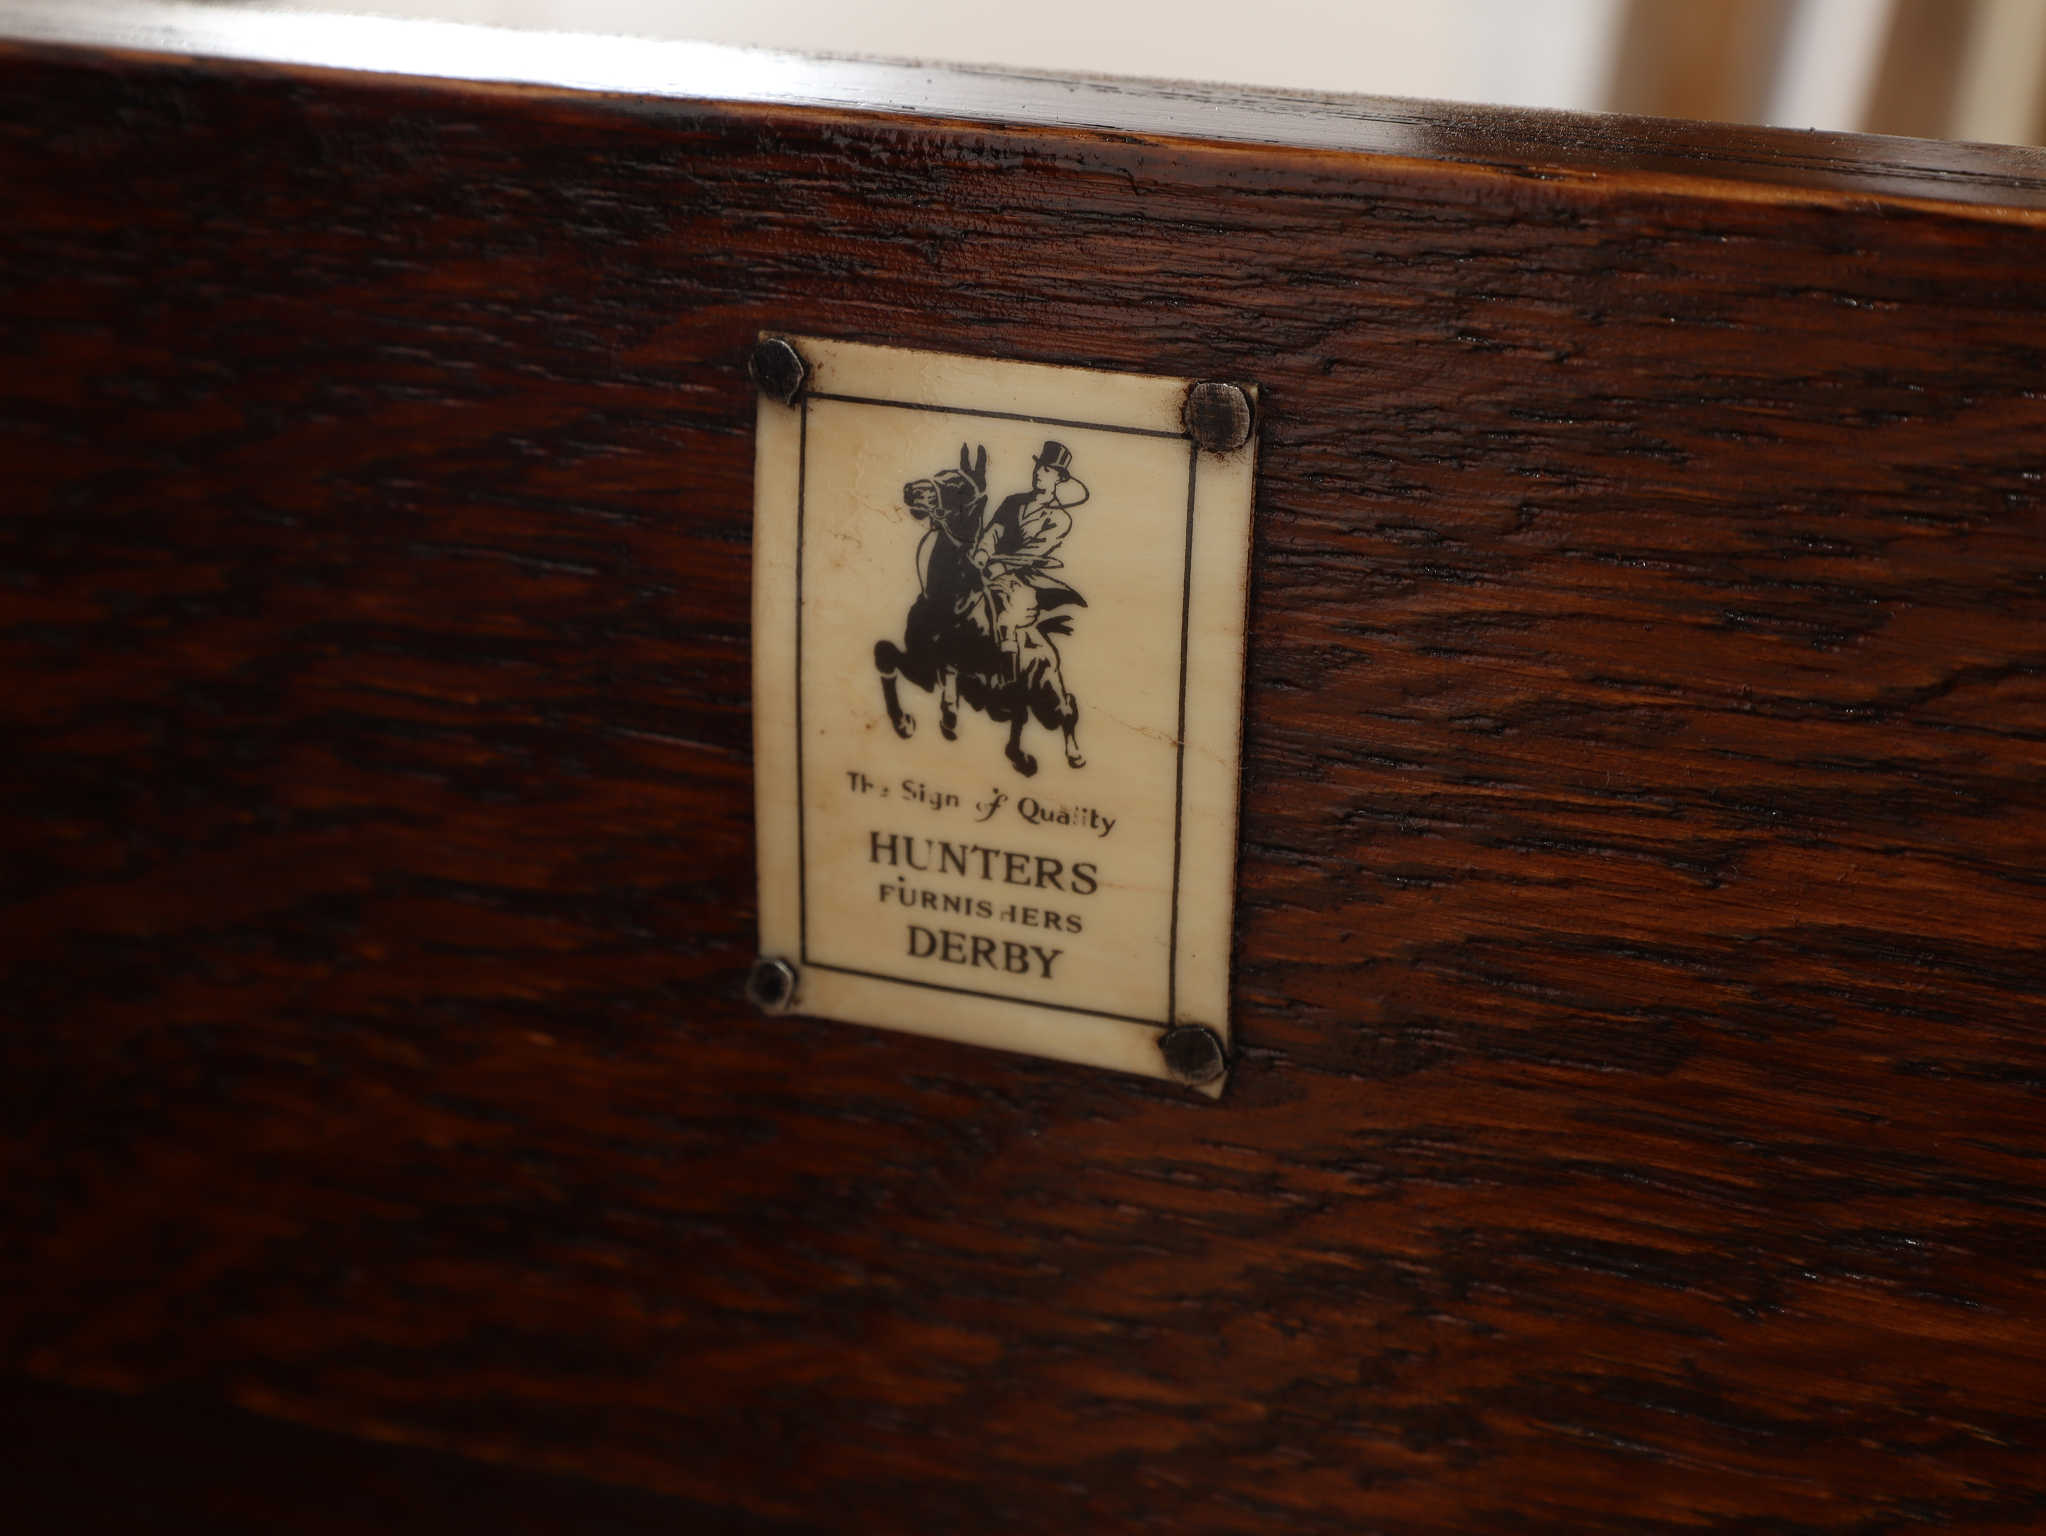 The Sign of Quality
HUNTERS
FURNISHERS
DERBY